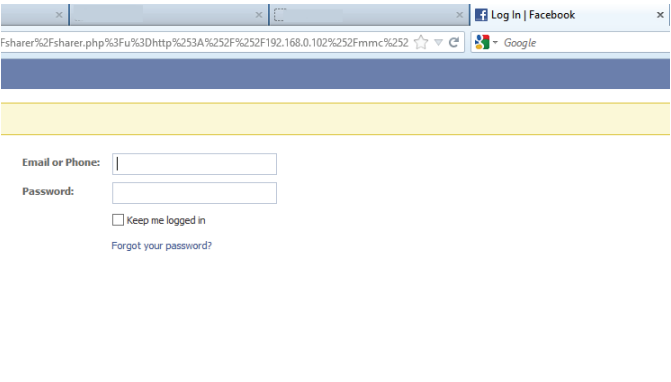 Log In | Facebook
Fsharer%2Fsharer.php%3Fu%3Dhttp%253A%252F%252F192.168.0.102%252Fmmc%252
Google
Email or Phone:
Password:
Keep me logged in
Forgot your password?